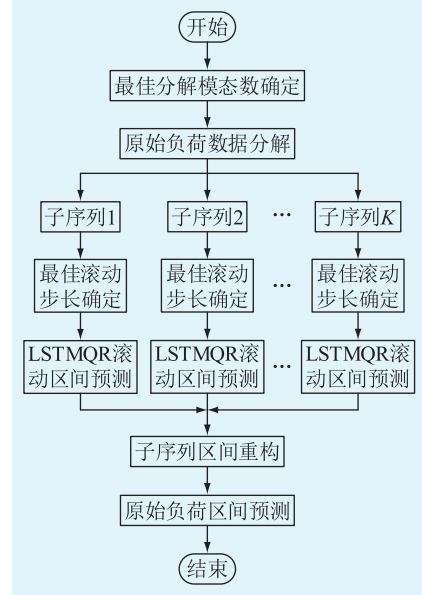 开始
最佳分解模态数确定
原始负荷数据分解
子序列1
子序列2
…
子序列K
最佳滚动
步长确定
最佳滚动
步长确定
…
最佳滚动
步长确定
LSTMQR滚
动区间预测
LSTMQR滚
动区间预测
…
LSTMQR滚
动区间预测
子序列区间重构
原始负荷区间预测
结束